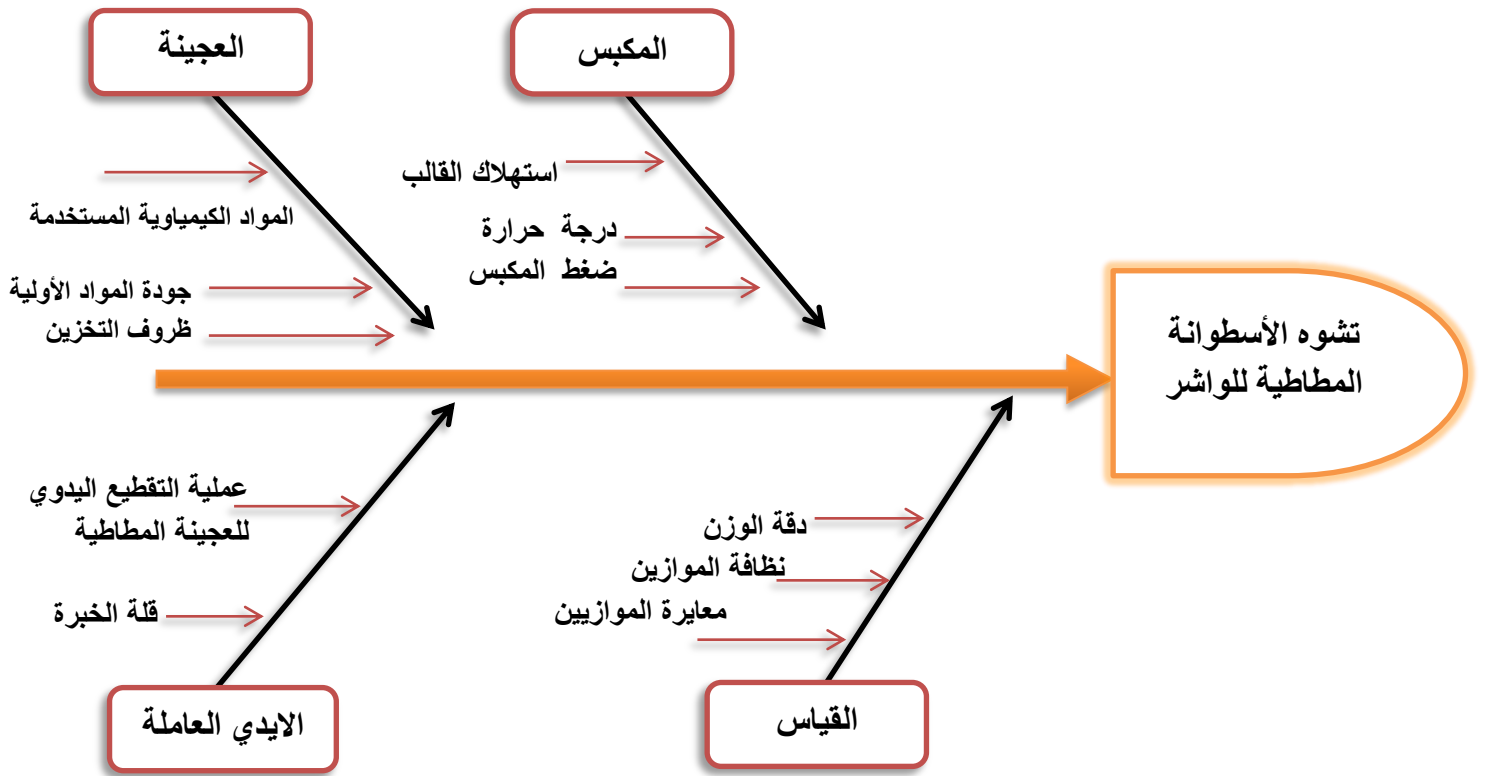 المكبس
العجينة
استهلاك القالب
درجة حرارة
ضغط المكبس
المواد الكيمياوية المستخدمة
جودة المواد الأولية
ظروف التخزين
تشوه الأسطوانة
المطاطية للواشر
دقة الوزن
نظافة الموازين
معايرة الموازيين
عملية التقطيع اليدوي
للعجينة المطاطية
قلة الخبرة
القياس
الايدي العاملة